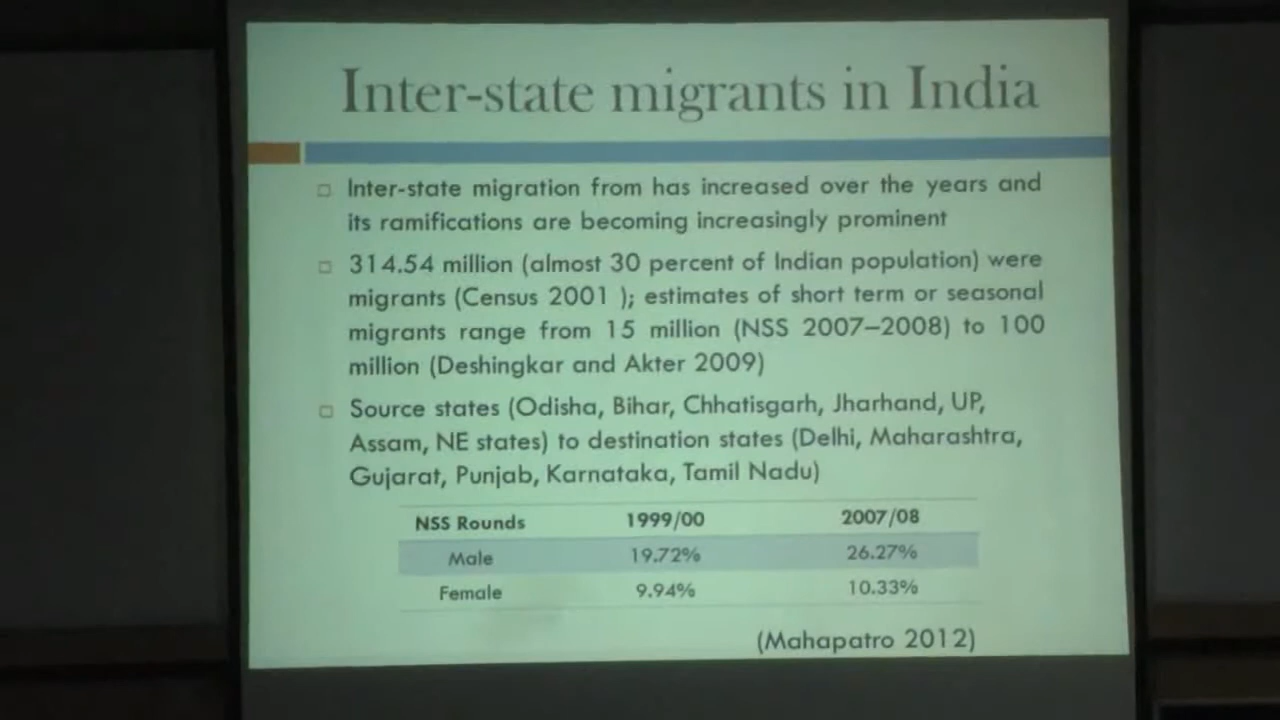 Inter-state migrants in India
□ Inter-state migration from has increased over the years and
its ramifications are becoming increasingly prominent
□ 314.54 million (almost 30 percent of Indian population) were
migrants (Census 2001 ); estimates of short term or seasonal
migrants range from 15 million (NSS 2007–2008) to 100
million (Deshingkar and Akter 2009)
□ Source states (Odisha, Bihar, Chhatisgarh, Jharhand, UP,
Assam, NE states) to destination states (Delhi, Maharashtra,
Gujarat, Punjab, Karnataka, Tamil Nadu)
NSS Rounds 1999/00 2007/08
Male 19.72% 26.27%
Female 9.94% 10.33%
(Mahapatro 2012)